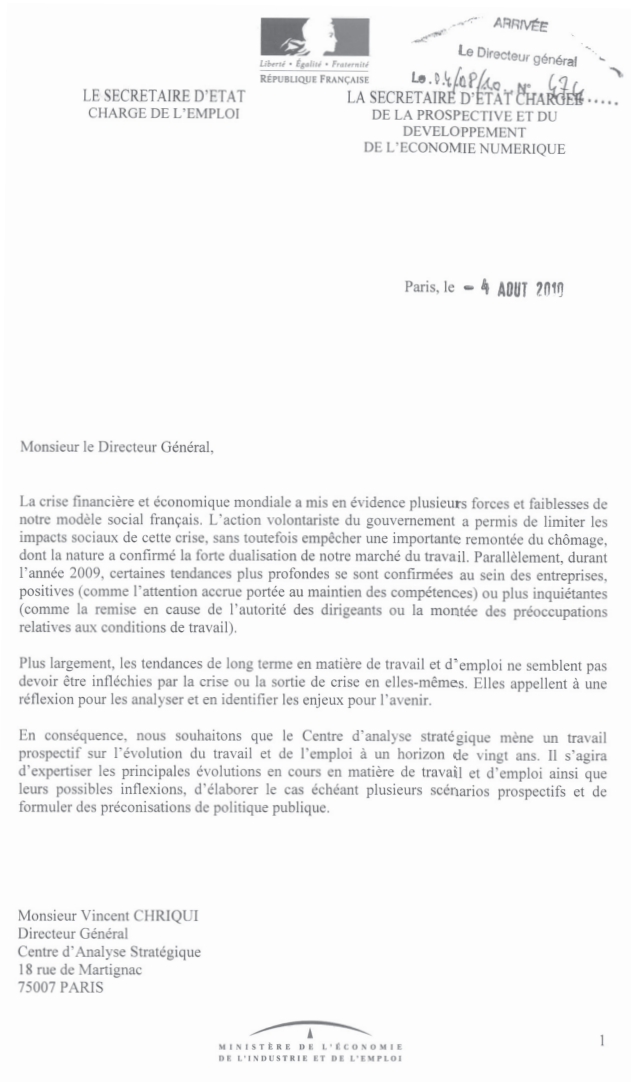 ARRIVÉE
Le Directeur général
Le 04/08/10 N° 474
Liberté • Égalité • Fraternité
RÉPUBLIQUE FRANÇAISE
LE SECRETAIRE D'ETAT
CHARGE DE L'EMPLOI
LA SECRETAIRE D'ETAT CHARGEE
DE LA PROSPECTIVE ET DU
DEVELOPPEMENT
DE L'ECONOMIE NUMERIQUE
Paris, le - 4 AOUT 2010
Monsieur le Directeur Général,
La crise financière et économique mondiale a mis en évidence plusieurs forces et faiblesses de
notre modèle social français. L'action volontariste du gouvernement a permis de limiter les
impacts sociaux de cette crise, sans toutefois empêcher une importante remontée du chômage,
dont la nature a confirmé la forte dualisation de notre marché du travail. Parallèlement, durant
l'année 2009, certaines tendances plus profondes se sont confirmées au sein des entreprises,
positives (comme l'attention accrue portée au maintien des compétences) ou plus inquiétantes
(comme la remise en cause de l'autorité des dirigeants ou la montée des préoccupations
relatives aux conditions de travail).
Plus largement, les tendances de long terme en matière de travail et d'emploi ne semblent pas
devoir être infléchies par la crise ou la sortie de crise en elles-mêmes. Elles appellent à une
réflexion pour les analyser et en identifier les enjeux pour l'avenir.
En conséquence, nous souhaitons que le Centre d'analyse stratégique mène un travail
prospectif sur l'évolution du travail et de l'emploi à un horizon de vingt ans. Il s'agira
d'expertiser les principales évolutions en cours en matière de travail et d'emploi ainsi que
leurs possibles inflexions, d'élaborer le cas échéant plusieurs scénarios prospectifs et de
formuler des préconisations de politique publique.
Monsieur Vincent CHRIQUI
Directeur Général
Centre d'Analyse Stratégique
18 rue de Martignac
75007 PARIS
MINISTÈRE DE L'ÉCONOMIE
DE L'INDUSTRIE ET DE L'EMPLOI
1